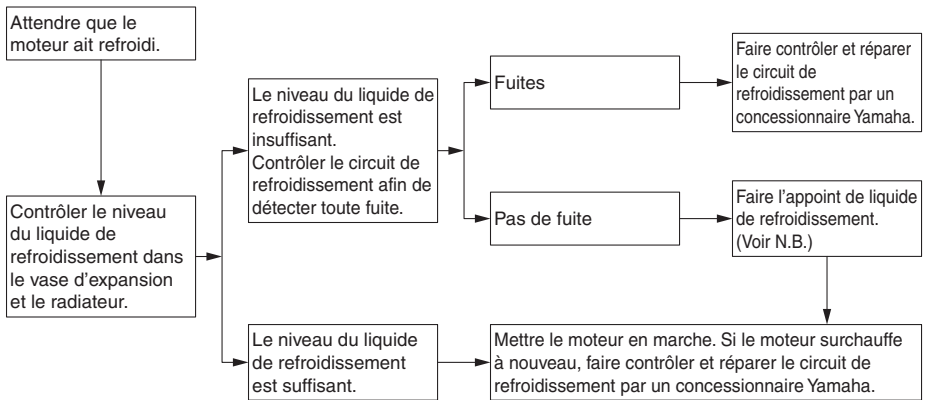 Attendre que le
moteur ait refroidi.
Contrôler le niveau
du liquide de
refroidissement dans
le vase d'expansion
et le radiateur.
Le niveau du liquide de
refroidissement est
insuffisant.
Contrôler le circuit de
refroidissement afin de
détecter toute fuite.
Fuites
Faire contrôler et réparer
le circuit de
refroidissement par un
concessionnaire Yamaha.
Pas de fuite
Faire l'appoint de liquide
de refroidissement.
(Voir N.B.)
Le niveau du liquide
de refroidissement
est suffisant.
Mettre le moteur en marche. Si le moteur surchauffe
à nouveau, faire contrôler et réparer le circuit de
refroidissement par un concessionnaire Yamaha.